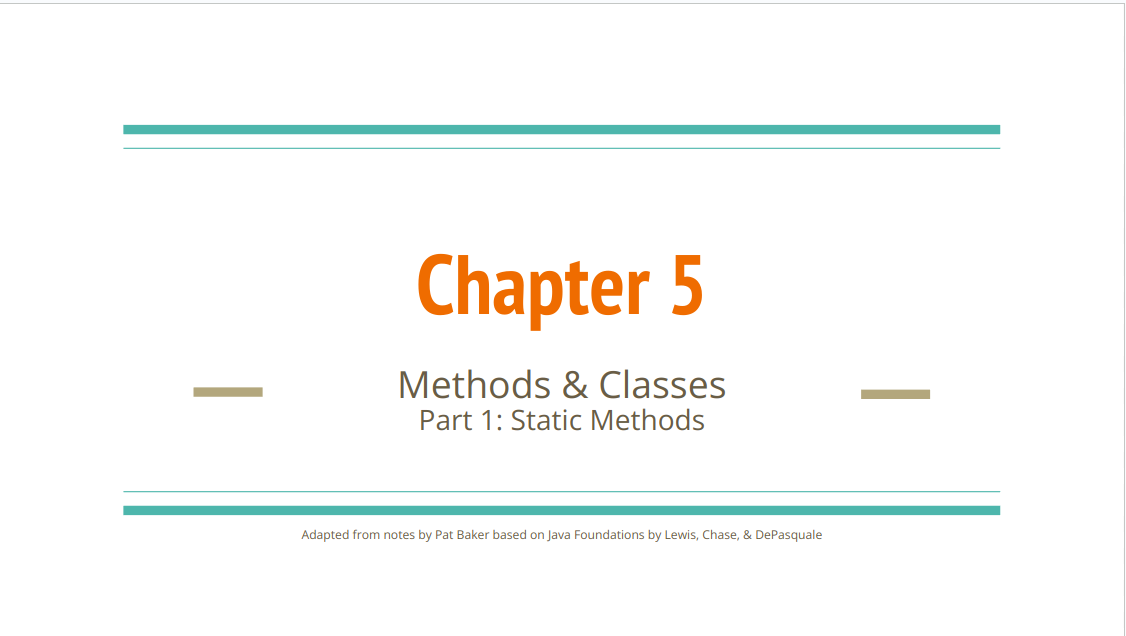 Chapter 5
Methods & Classes
Part 1: Static Methods
Adapted from notes by Pat Baker based on Java Foundations by Lewis, Chase, & DePasquale